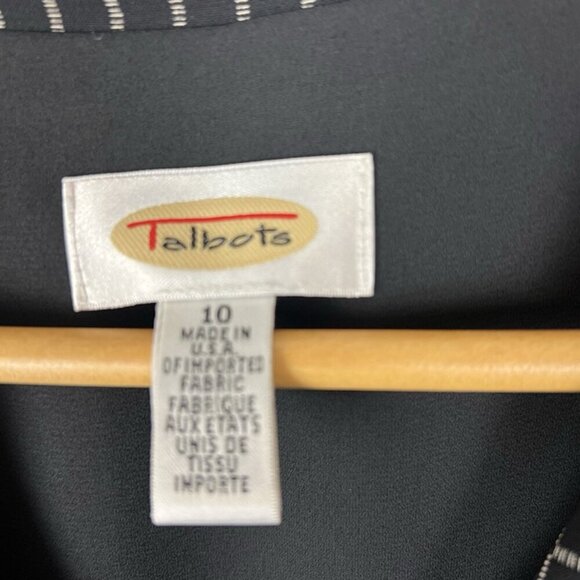 Talbots
10
MADE IN
U.S.A.
OF IMPORTED
FABRIC
FABRIQUE
AUX ETATS
UNIS DE
TISSU
IMPORTE